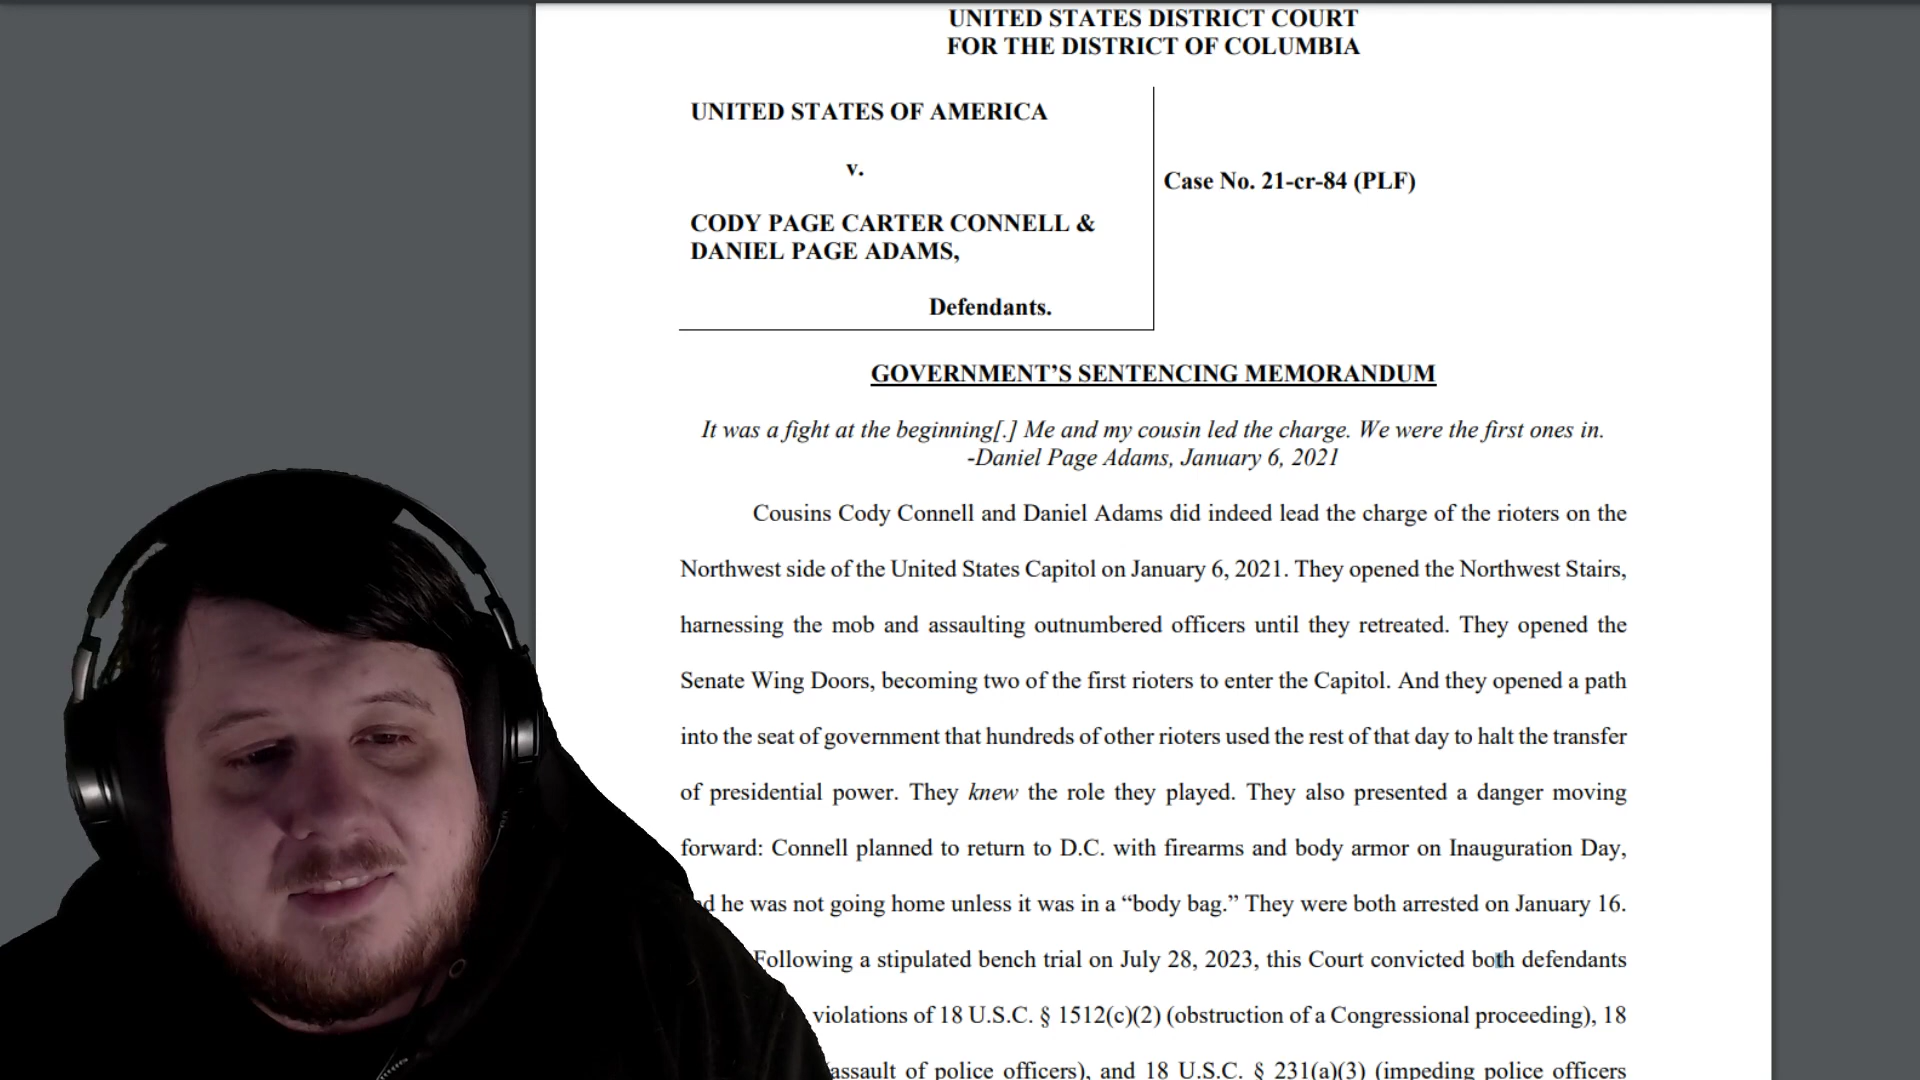 UNITED STATES DISTRICT COURT
FOR THE DISTRICT OF COLUMBIA
UNITED STATES OF AMERICA
v.
CODY PAGE CARTER CONNELL &
DANIEL PAGE ADAMS,
Defendants.
Case No. 21-cr-84 (PLF)
GOVERNMENT’S SENTENCING MEMORANDUM
It was a fight at the beginning[.] Me and my cousin led the charge. We were the first ones in.
-Daniel Page Adams, January 6, 2021
Cousins Cody Connell and Daniel Adams did indeed lead the charge of the rioters on the
Northwest side of the United States Capitol on January 6, 2021. They opened the Northwest Stairs,
harnessing the mob and assaulting outnumbered officers until they retreated. They opened the
Senate Wing Doors, becoming two of the first rioters to enter the Capitol. And they opened a path
into the seat of government that hundreds of other rioters used the rest of that day to halt the transfer
of presidential power. They knew the role they played. They also presented a danger moving
forward: Connell planned to return to D.C. with firearms and body armor on Inauguration Day,
he was not going home unless it was in a “body bag.” They were both arrested on January 16.
Following a stipulated bench trial on July 28, 2023, this Court convicted both defendants
violations of 18 U.S.C. § 1512(c)(2) (obstruction of a Congressional proceeding), 18
assault of police officers), and 18 U.S.C. § 231(a)(3) (impeding police officers